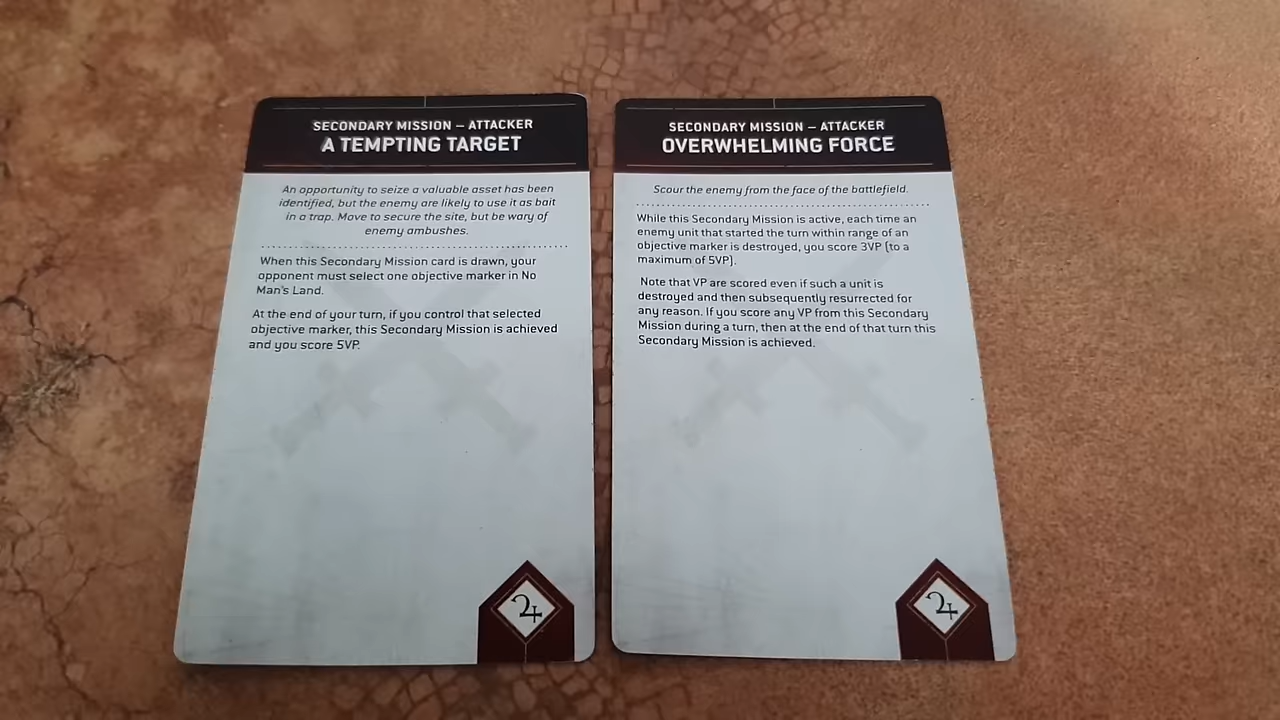 SECONDARY MISSION – ATTACKER
A TEMPTING TARGET
An opportunity to seize a valuable asset has been
identified, but the enemy are likely to use it as bait
in a trap. Move to secure the site, but be wary of
enemy ambushes.
When this Secondary Mission card is drawn, your
opponent must select one objective marker in No
Man's Land.
At the end of your turn, if you control that selected
objective marker, this Secondary Mission is achieved
and you score 5VP.
SECONDARY MISSION – ATTACKER
OVERWHELMING FORCE
Scour the enemy from the face of the battlefield.
While this Secondary Mission is active, each time an
enemy unit that started the turn within range of an
objective marker is destroyed, you score 3VP (to a
maximum of 5VP).
Note that VP are scored even if such a unit is
destroyed and then subsequently resurrected for
any reason. If you score any VP from this Secondary
Mission during a turn, then at the end of that turn this
Secondary Mission is achieved.